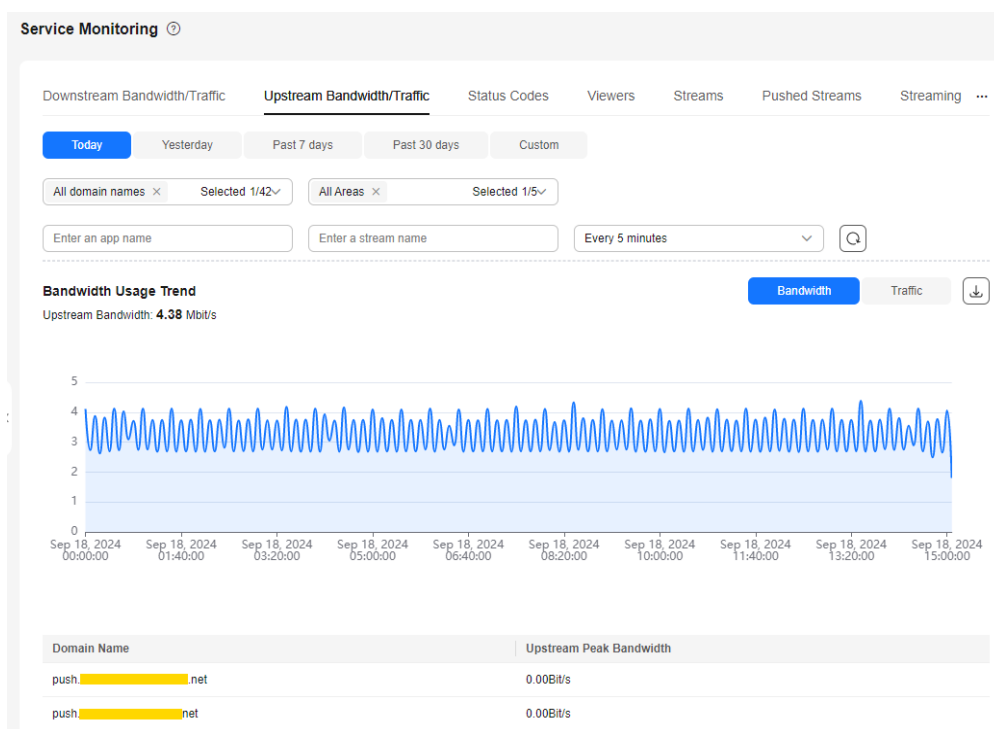 Service Monitoring ?
Downstream Bandwidth/Traffic Upstream Bandwidth/Traffic Status Codes Viewers Streams Pushed Streams Streaming ...
Today Yesterday Past 7 days Past 30 days Custom
All domain names × Selected 1/42 All Areas × Selected 1/5
Enter an app name Enter a stream name Every 5 minutes
Bandwidth Usage Trend Bandwidth Traffic
Upstream Bandwidth: 4.38 Mbit/s
5
4
3
2
1
0
Sep 18, 2024 Sep 18, 2024 Sep 18, 2024 Sep 18, 2024 Sep 18, 2024 Sep 18, 2024 Sep 18, 2024 Sep 18, 2024 Sep 18, 2024 Sep 18, 2024
00:00:00 01:40:00 03:20:00 05:00:00 06:40:00 08:20:00 10:00:00 11:40:00 13:20:00 15:00:00
Domain Name Upstream Peak Bandwidth
push. .net 0.00Bit/s
push. net 0.00Bit/s